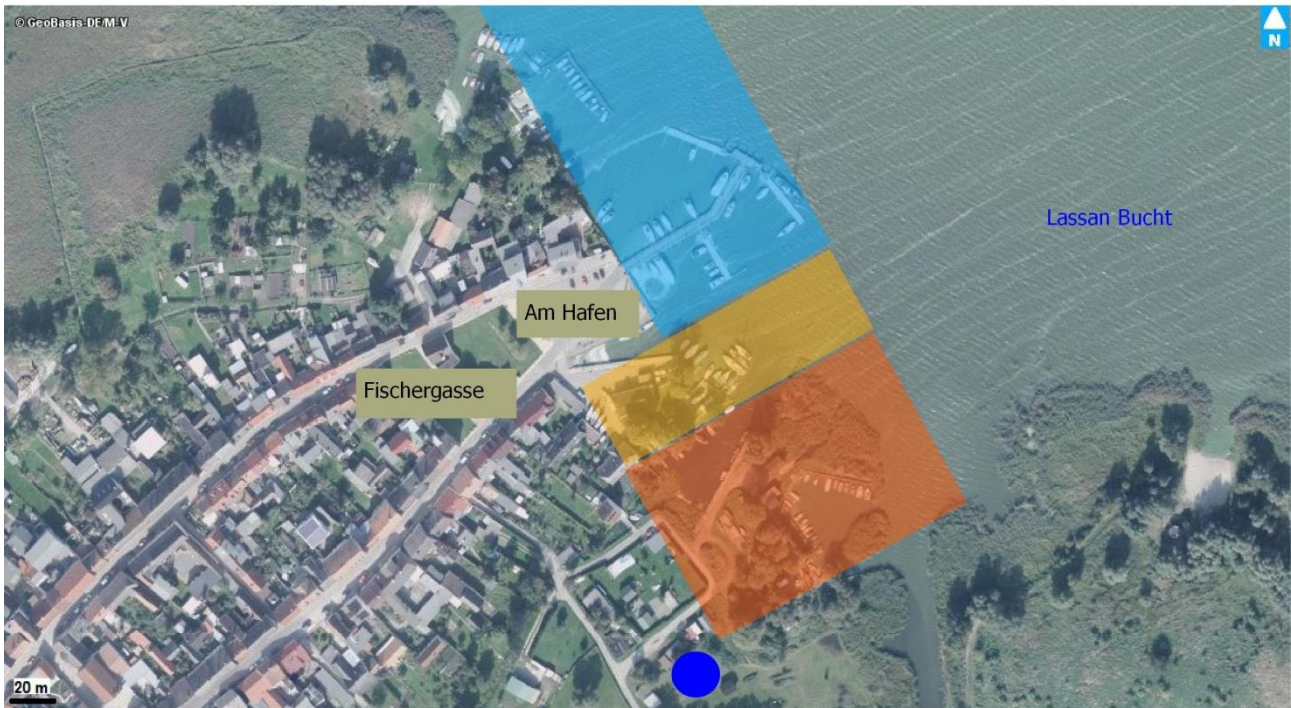 © GeoBasis-DE/M-V
N
Lassan Bucht
Am Hafen
Fischergasse
20 m